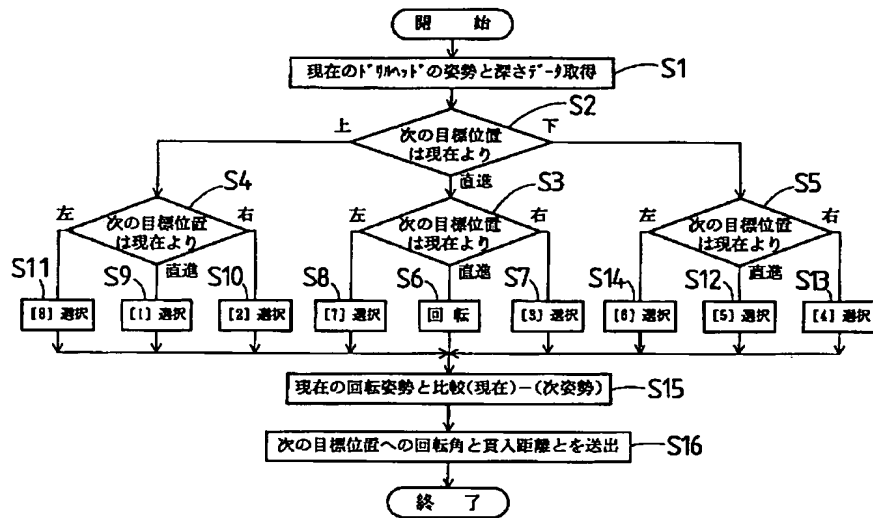 開 始
現在のドリルヘッドの姿勢と深さデータ取得
S1
S2
上
次の目標位置
は現在より
下
直進
S4
左
次の目標位置
は現在より
右
直進
S3
左
次の目標位置
は現在より
右
直進
S5
左
次の目標位置
は現在より
右
直進
S11
[8] 選択
S9
[1] 選択
S10
[2] 選択
S8
[7] 選択
S6
回 転
S7
[3] 選択
S14
[6] 選択
S12
[5] 選択
S13
[4] 選択
現在の回転姿勢と比較(現在)−(次姿勢)
S15
次の目標位置への回転角と貫入距離とを送出
S16
終 了